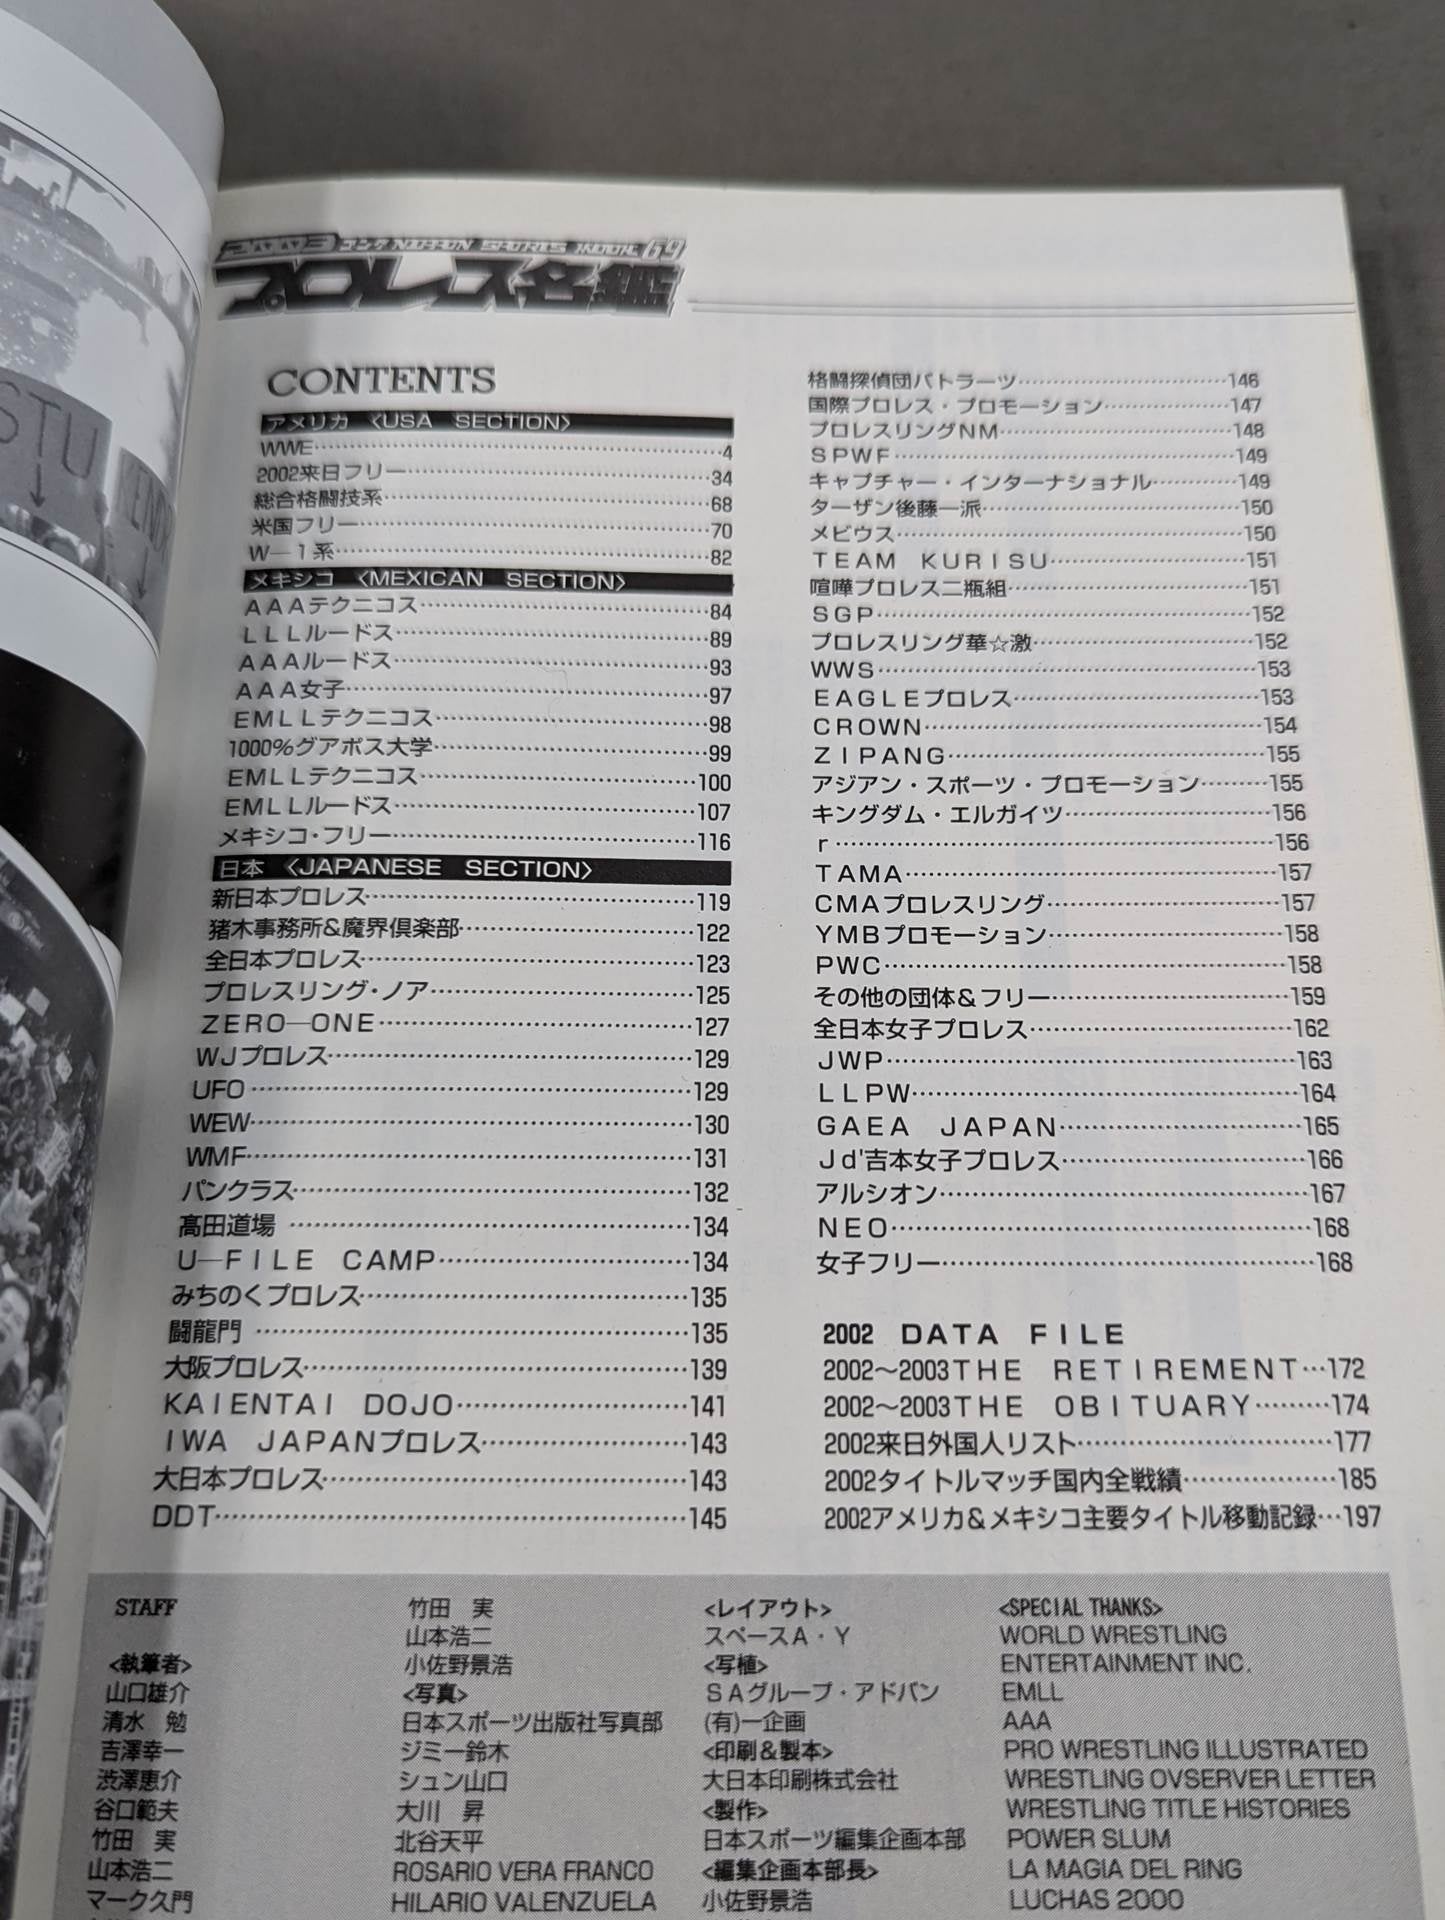 2003 ゴング NIPPON SPORTS MOOK 69
プロレス名鑑
CONTENTS
アメリカ 〈USA SECTION〉
WWE…4
2002来日フリー…34
総合格闘技系…68
米国フリー…70
W―1系…82
メキシコ 〈MEXICAN SECTION〉
AAAテクニコス…84
LLLルードス…89
AAAルードス…93
AAA女子…97
EMLLテクニコス…98
1000%グアポス大学…99
EMLLテクニコス…100
EMLLルードス…107
メキシコ・フリー…116
日本 〈JAPANESE SECTION〉
新日本プロレス…119
猪木事務所&魔界倶楽部…122
全日本プロレス…123
プロレスリング・ノア…125
ZERO―ONE…127
WJプロレス…129
UFO…129
WEW…130
WMF…131
パンクラス…132
高田道場…134
U―FILE CAMP…134
みちのくプロレス…135
闘龍門…135
大阪プロレス…139
KAIENTAI DOJO…141
IWA JAPANプロレス…143
大日本プロレス…143
DDT…145
格闘探偵団バトラーツ…146
国際プロレス・プロモーション…147
プロレスリングNM…148
SPWF…149
キャプチャー・インターナショナル…149
ターザン後藤一派…150
メビウス…150
TEAM KURISU…151
喧嘩プロレス二瓶組…151
SGP…152
プロレスリング華☆激…152
WWS…153
EAGLEプロレス…153
CROWN…154
ZIPANG…155
アジアン・スポーツ・プロモーション…155
キングダム・エルガイツ…156
r…156
TAMA…157
CMAプロレスリング…157
YMBプロモーション…158
PWC…158
その他の団体&フリー…159
全日本女子プロレス…162
JWP…163
LLPW…164
GAEA JAPAN…165
Jd'吉本女子プロレス…166
アルシオン…167
NEO…168
女子フリー…168
2002 DATA FILE
2002～2003THE RETIREMENT…172
2002～2003THE OBITUARY…174
2002来日外国人リスト…177
2002タイトルマッチ国内全戦績…185
2002アメリカ&メキシコ主要タイトル移動記録…197
STAFF
<執筆者>
山口雄介
清水 勉
吉澤幸一
渋澤恵介
谷口範夫
竹田 実
山本浩二
マーク久門
竹田 実
山本浩二
小佐野景浩
<写真>
日本スポーツ出版社写真部
ジミー鈴木
シュン山口
大川 昇
北谷天平
ROSARIO VERA FRANCO
HILARIO VALENZUELA
<レイアウト>
スペースA・Y
<写植>
SAグループ・アドバン
(有)一企画
<印刷&製本>
大日本印刷株式会社
<製作>
日本スポーツ編集企画本部
<編集企画本部長>
小佐野景浩
<SPECIAL THANKS>
WORLD WRESTLING
ENTERTAINMENT INC.
EMLL
AAA
PRO WRESTLING ILLUSTRATED
WRESTLING OVSERVER LETTER
WRESTLING TITLE HISTORIES
POWER SLUM
LA MAGIA DEL RING
LUCHAS 2000